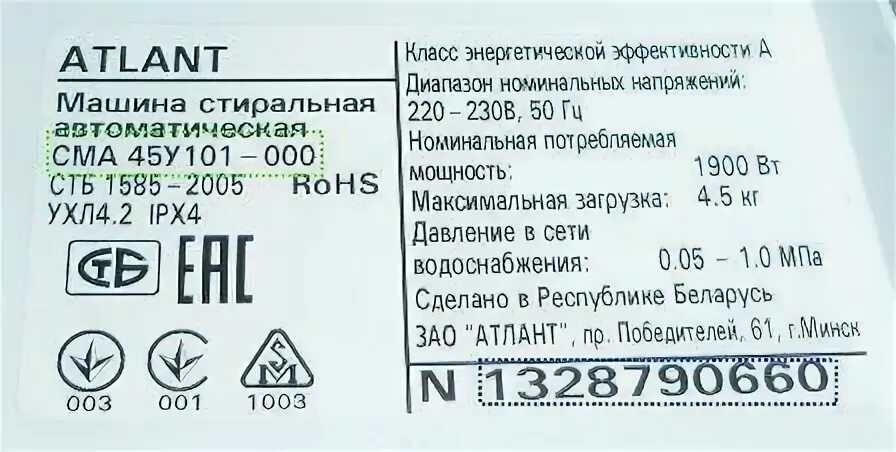 ATLANT
Машина стиральная
автоматическая
СМА 45У101-000
СТБ 1585-2005 RoHS
УХЛ4.2 IPX4
СТБ ЕАС
003 001 1003
Класс энергетической эффективности А
Диапазон номинальных напряжений:
220-230В, 50 Гц
Номинальная потребляемая
мощность: 1900 Вт
Максимальная загрузка: 4.5 кг
Давление в сети
водоснабжения: 0.05 - 1.0 МПа
Сделано в Республике Беларусь
ЗАО "АТЛАНТ", пр. Победителей, 61, г.Минск
N 1328790660